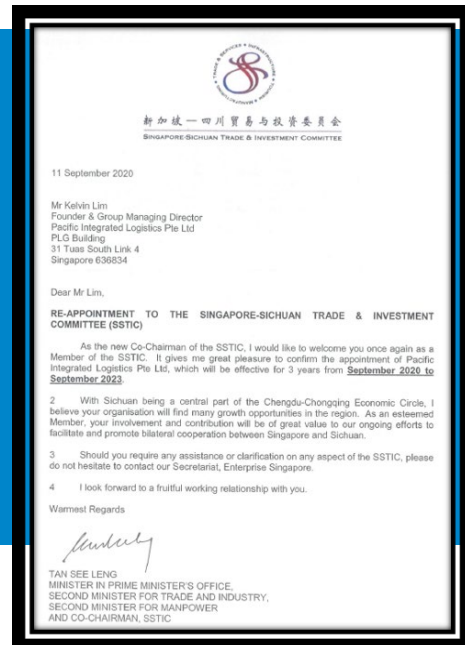 新加坡—四川貿易与投资委员会
SINGAPORE-SICHUAN TRADE & INVESTMENT COMMITTEE
11 September 2020
Mr Kelvin Lim
Founder & Group Managing Director
Pacific Integrated Logistics Pte Ltd
PLG Building
31 Tuas South Link 4
Singapore 636834
Dear Mr Lim,
RE-APPOINTMENT TO THE SINGAPORE-SICHUAN TRADE & INVESTMENT
COMMITTEE (SSTIC)
As the new Co-Chairman of the SSTIC, I would like to welcome you once again as a
Member of the SSTIC. It gives me great pleasure to confirm the appointment of Pacific
Integrated Logistics Pte Ltd, which will be effective for 3 years from September 2020 to
September 2023.
2 With Sichuan being a central part of the Chengdu-Chongqing Economic Circle, I
believe your organisation will find many growth opportunities in the region. As an esteemed
Member, your involvement and contribution will be of great value to our ongoing efforts to
facilitate and promote bilateral cooperation between Singapore and Sichuan.
3 Should you require any assistance or clarification on any aspect of the SSTIC, please
do not hesitate to contact our Secretariat, Enterprise Singapore.
4 I look forward to a fruitful working relationship with you.
Warmest Regards
TAN SEE LENG
MINISTER IN PRIME MINISTER'S OFFICE,
SECOND MINISTER FOR TRADE AND INDUSTRY,
SECOND MINISTER FOR MANPOWER
AND CO-CHAIRMAN, SSTIC